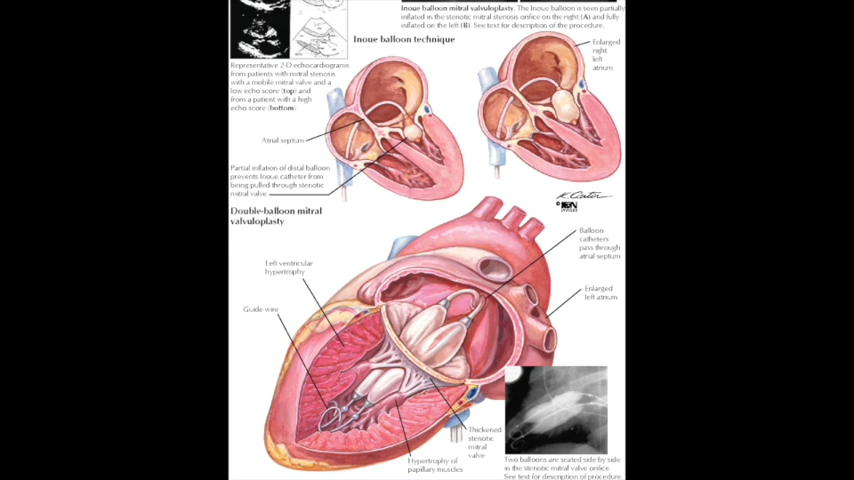 Inoue balloon mitral valvuloplasty. The Inoue balloon is seen partially
inflated in the stenotic mitral stenosis orifice on the right (A) and fully
inflated on the left (B). See text for description of the procedure.
Inoue balloon technique
Enlarged
right
left
atrium
Representative 2-D echocardiograms
from patients with mitral stenosis
with a mobile mitral valve and a
low echo score (top) and
from a patient with a high
echo score (bottom)
Atrial septum
Partial inflation of distal balloon
prevents Inoue catheter from
being pulled through stenotic
mitral valve
Double-balloon mitral
valvuloplasty
Balloon
catheters
pass through
atrial septum
Left ventricular
hypertrophy
Enlarged
left atrium
Guide wire
Thickened
stenotic
mitral
valve
Hypertrophy of
papillary muscles
Two balloons are seated side by side
in the stenotic mitral valve orifice.
See text for description of procedure